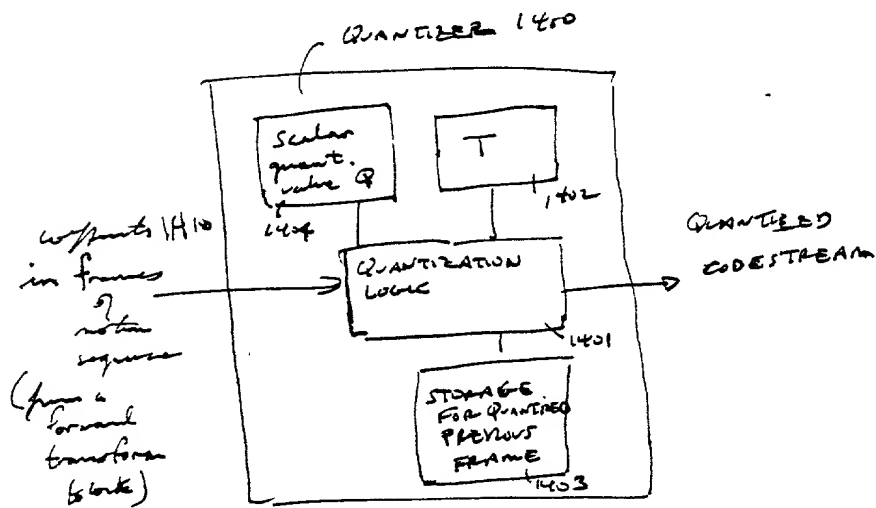 QUANTIZER 1400
Scalar
quant.
value Q
1404
T
1402
coeffients 1410
in frames
of
motion
sequence
(from a
forward
transform
block)
QUANTIZATION
LOGIC
1401
QUANTIZED
CODESTREAM
STORAGE
FOR QUANTIZED
PREVIOUS
FRAME
1403